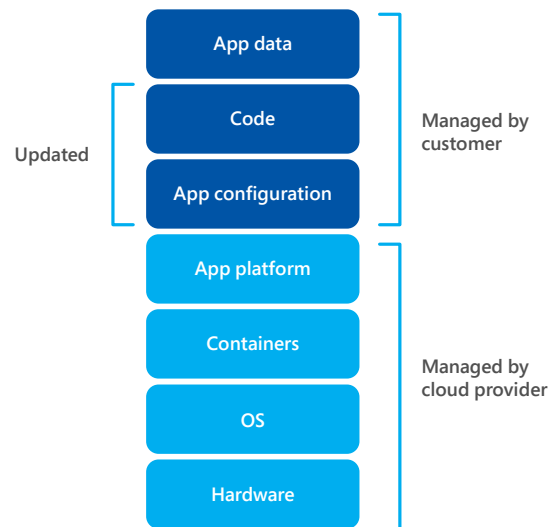 App data
Code
Updated
Managed by
customer
App configuration
App platform
Containers
Managed by
cloud provider
OS
Hardware